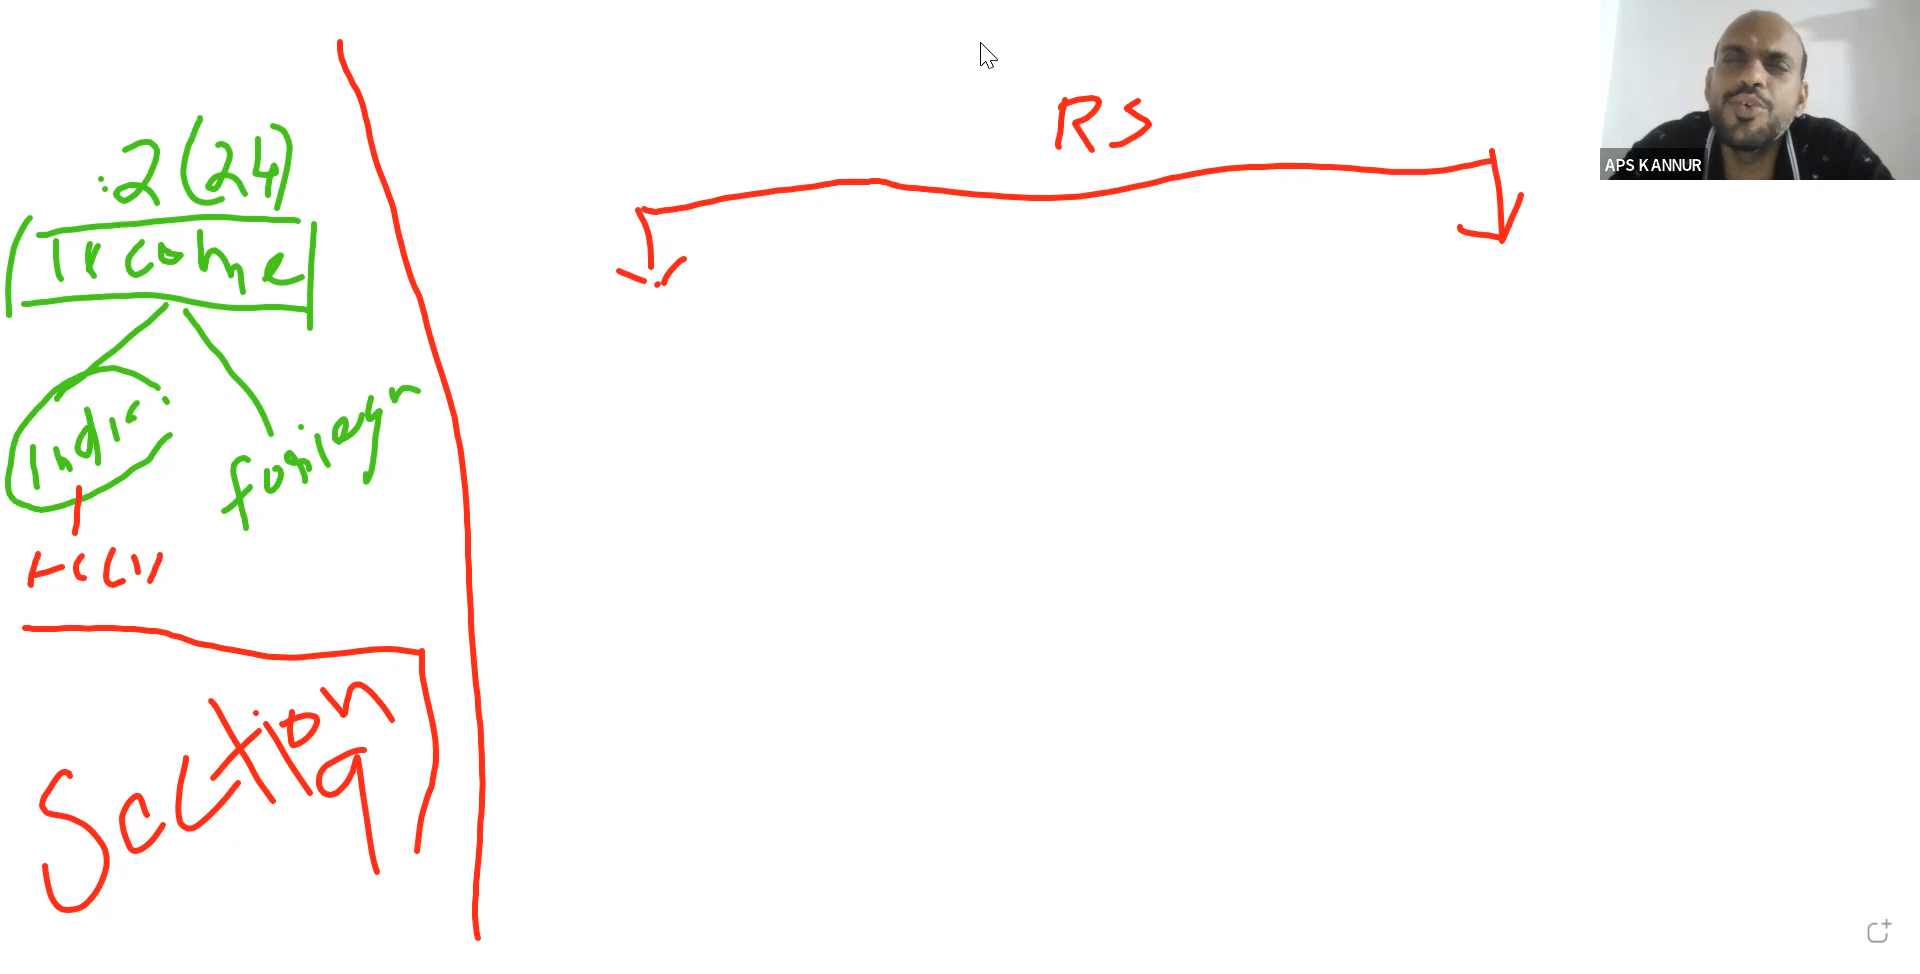 2(24)
Income
India
foriegn
RS
Section
9
APS KANNUR